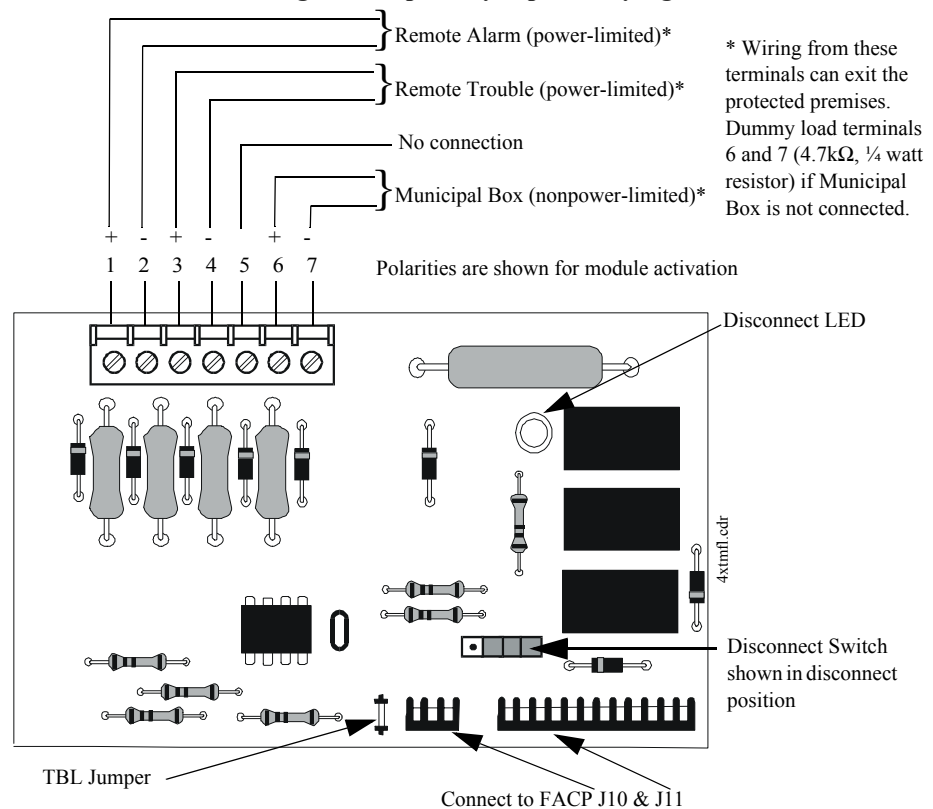 Remote Alarm (power-limited)*
Remote Trouble (power-limited)*
No connection
Municipal Box (nonpower-limited)*
* Wiring from these
terminals can exit the
protected premises.
Dummy load terminals
6 and 7 (4.7kΩ, ¼ watt
resistor) if Municipal
Box is not connected.
+ - + - + -
1 2 3 4 5 6 7
Polarities are shown for module activation
Disconnect LED
4xtmfl.cdr
Disconnect Switch
shown in disconnect
position
TBL Jumper
Connect to FACP J10 & J11